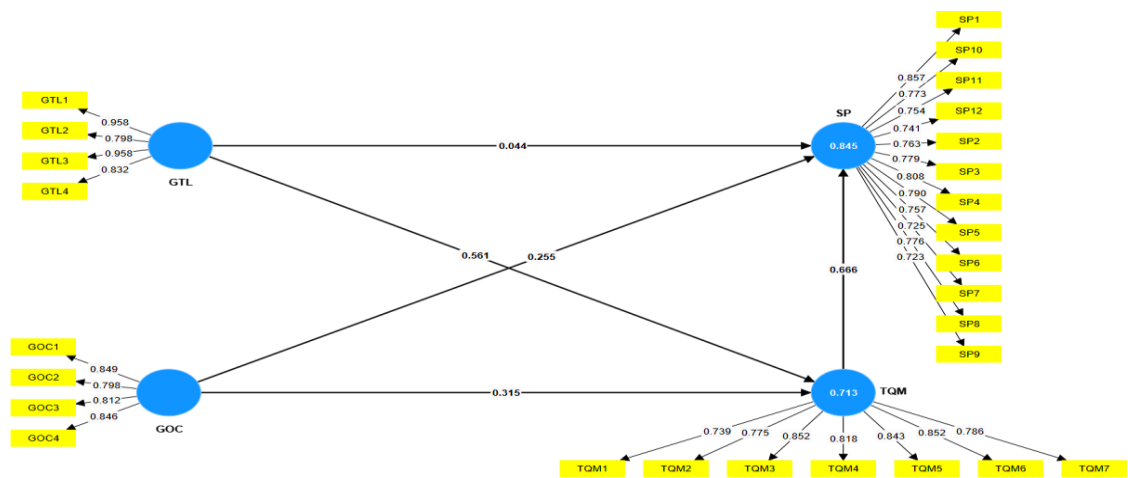 SP1
SP10
0.857
0.773
SP11
GTL1
0.958
0.754
SP
SP12
GTL2
0.798
0.741
0.044
0.845
0.763
SP2
GTL3
0.958
0.779
SP3
GTL4
0.832
GTL
0.808
SP4
0.790
0.757
SP5
0.725
0.776
SP6
0.723
0.561
0.255
0.666
SP7
SP8
GOC1
SP9
0.849
GOC2
0.798
0.315
0.713
TQM
GOC3
0.812
GOC4
0.846
GOC
0.739
0.775
0.852
0.818
0.843
0.852
0.786
TQM1
TQM2
TQM3
TQM4
TQM5
TQM6
TQM7